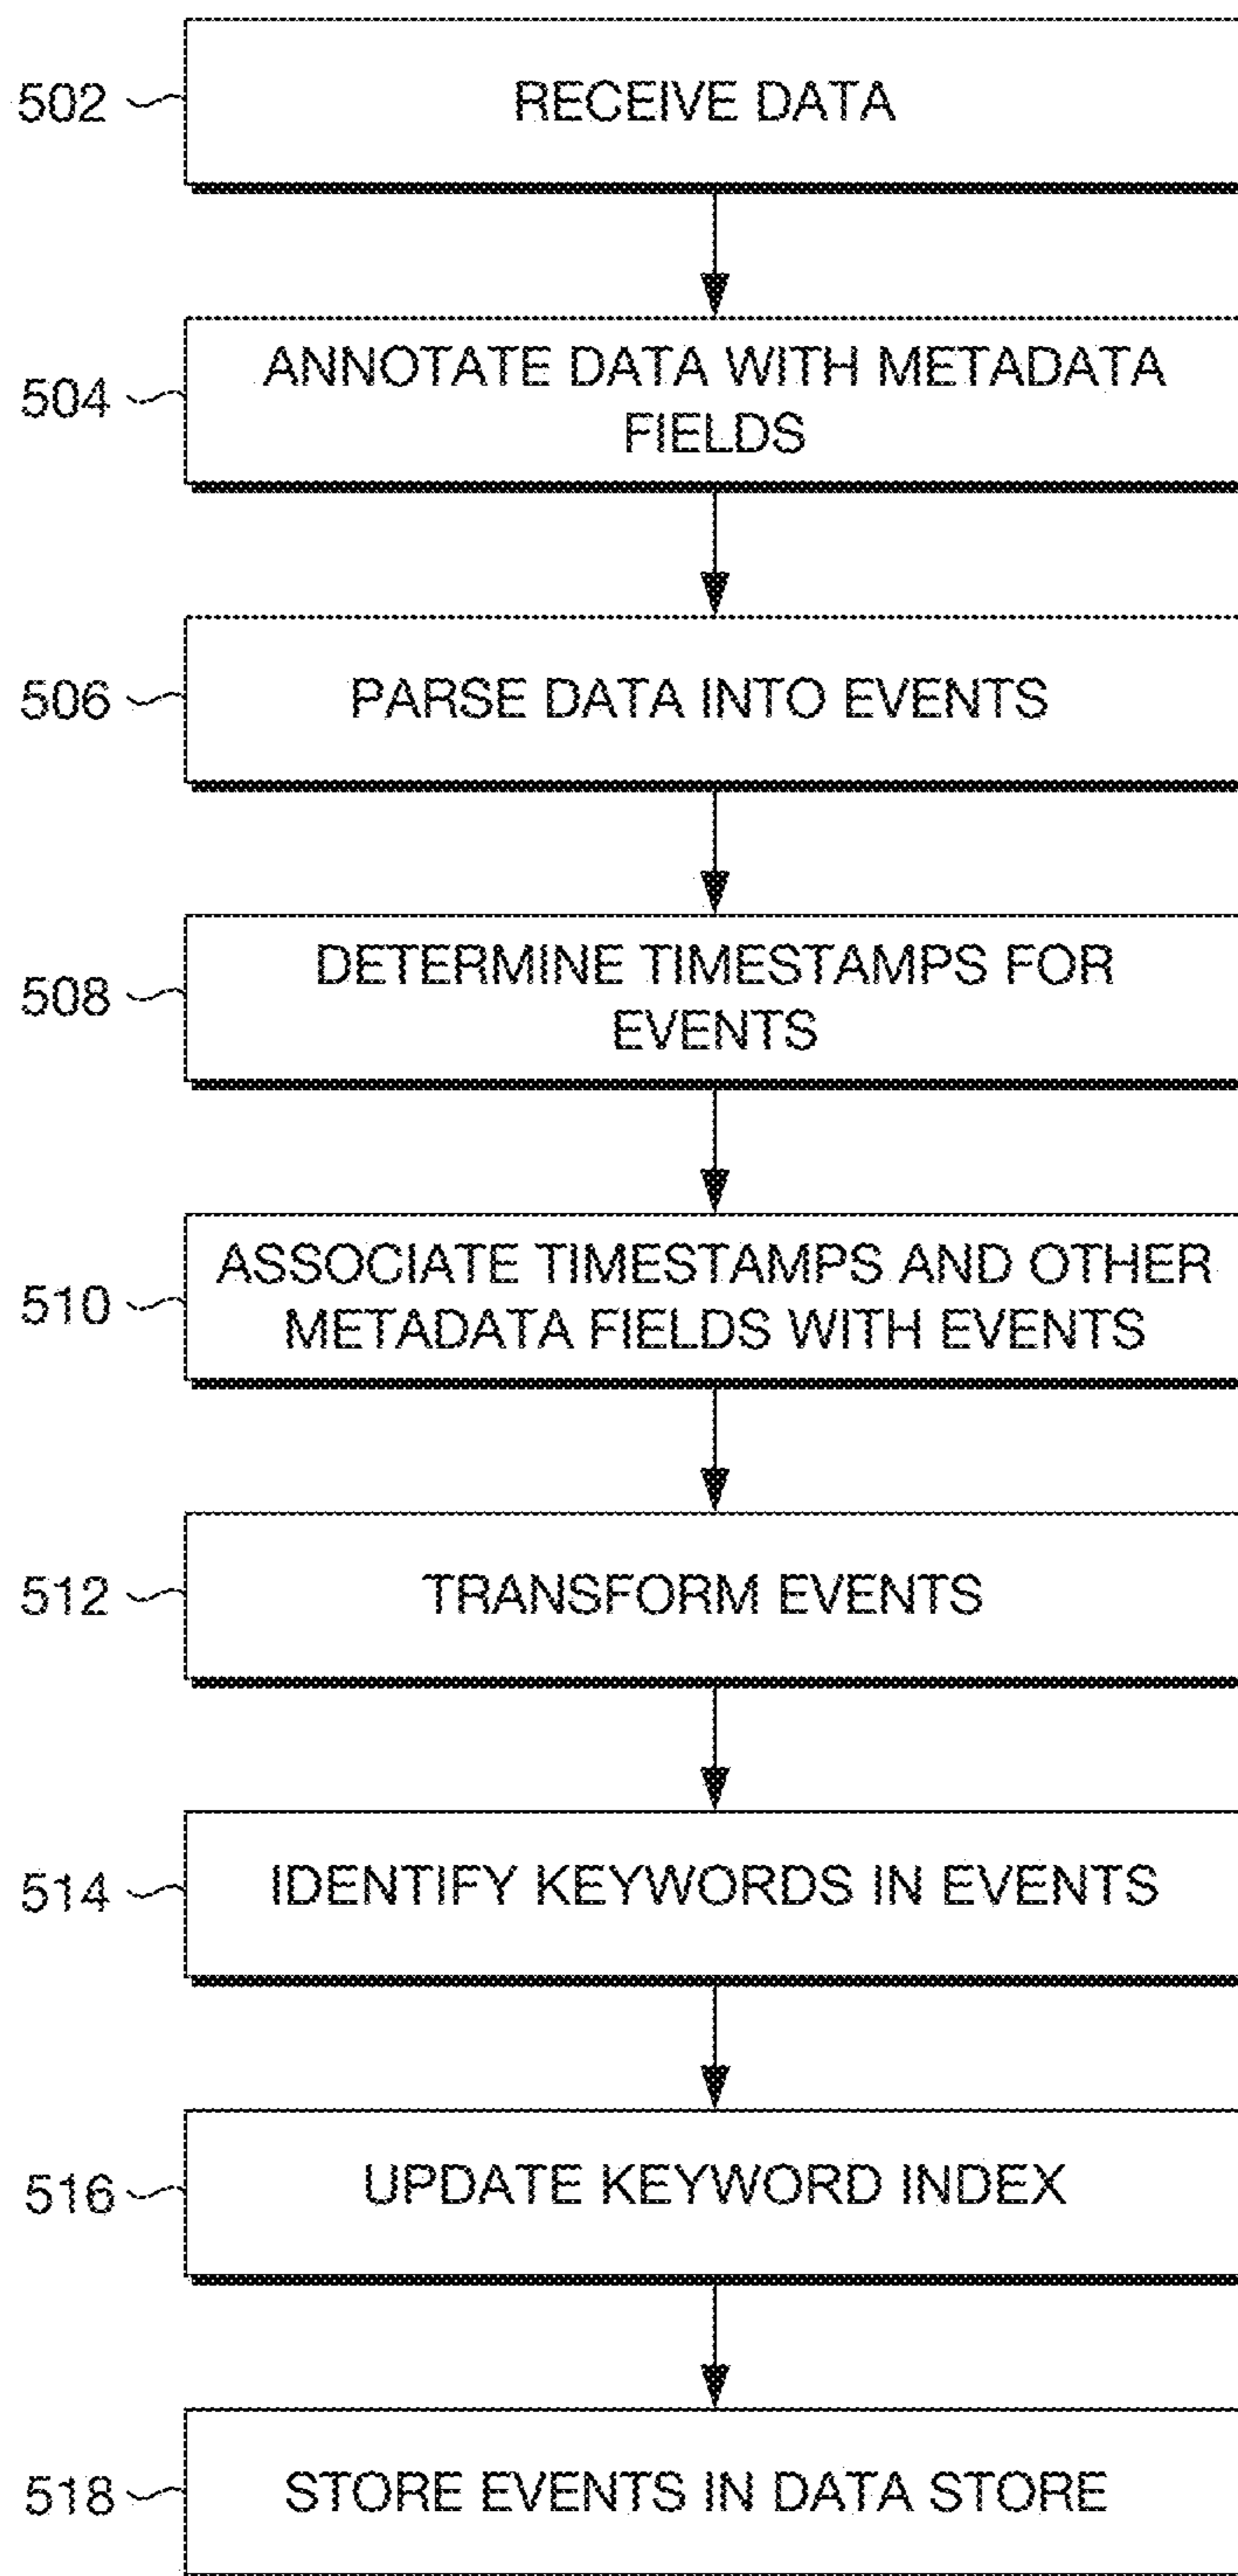 502
RECEIVE DATA
504
ANNOTATE DATA WITH METADATA
FIELDS
506
PARSE DATA INTO EVENTS
508
DETERMINE TIMESTAMPS FOR
EVENTS
510
ASSOCIATE TIMESTAMPS AND OTHER
METADATA FIELDS WITH EVENTS
512
TRANSFORM EVENTS
514
IDENTIFY KEYWORDS IN EVENTS
516
UPDATE KEYWORD INDEX
518
STORE EVENTS IN DATA STORE